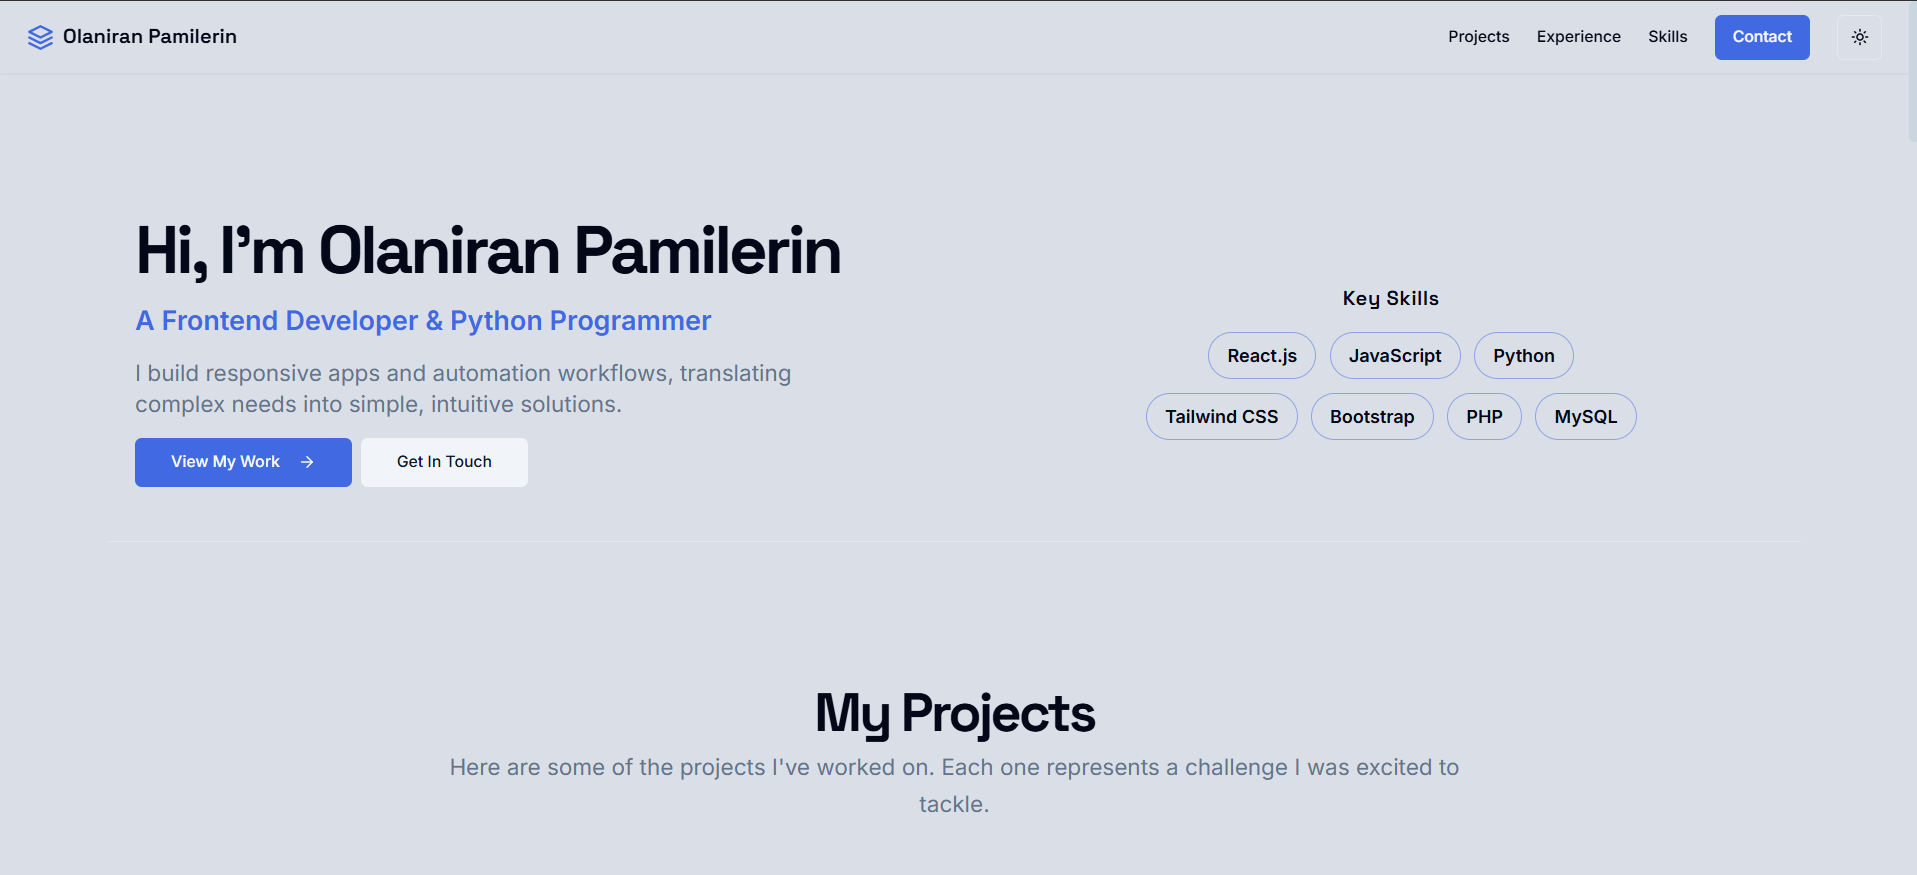 Olaniran Pamilerin
Projects Experience Skills Contact
Hi, I'm Olaniran Pamilerin
A Frontend Developer & Python Programmer
I build responsive apps and automation workflows, translating
complex needs into simple, intuitive solutions.
View My Work → Get In Touch
Key Skills
React.js JavaScript Python
Tailwind CSS Bootstrap PHP MySQL
My Projects
Here are some of the projects I've worked on. Each one represents a challenge I was excited to
tackle.